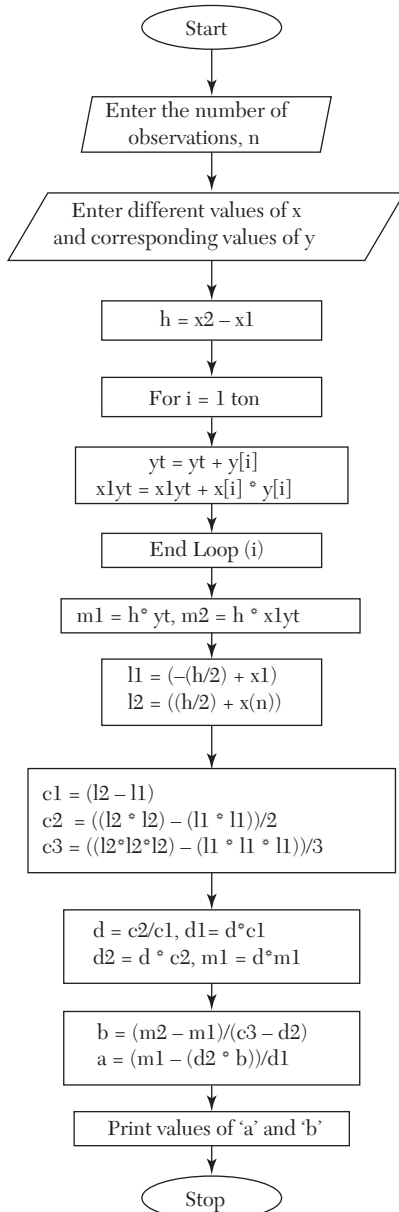 Start
Enter the number of
observations, n
Enter different values of x
and corresponding values of y
h = x2 – x1
For i = 1 ton
yt = yt + y[i]
x1yt = x1yt + x[i] * y[i]
End Loop (i)
m1 = h* yt, m2 = h * x1yt
l1 = (–(h/2) + x1)
l2 = ((h/2) + x(n))
c1 = (l2 – l1)
c2 = ((l2 * l2) – (l1 * l1))/2
c3 = ((l2*l2*l2) – (l1 * l1 * l1))/3
d = c2/c1, d1= d*c1
d2 = d * c2, m1 = d*m1
b = (m2 – m1)/(c3 – d2)
a = (m1 – (d2 * b))/d1
Print values of ‘a’ and ‘b’
Stop